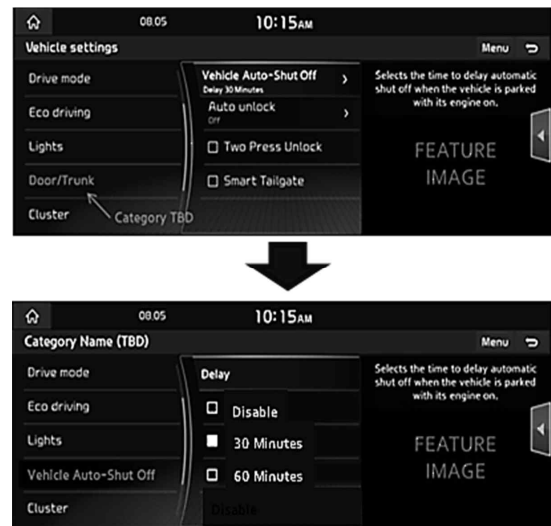 08.05
10:15AM
Vehicle settings
Menu
Drive mode
Eco driving
Lights
Door/Trunk
Cluster
Category TBD
Vehicle Auto-Shut Off
Delay 30 Minutes
Auto unlock
Off
Two Press Unlock
Smart Tailgate
Selects the time to delay automatic
shut off when the vehicle is parked
with its engine on.
FEATURE
IMAGE
08.05
10:15AM
Category Name (TBD)
Menu
Drive mode
Eco driving
Lights
Vehicle Auto-Shut Off
Cluster
Delay
Disable
30 Minutes
60 Minutes
Disable
Selects the time to delay automatic
shut off when the vehicle is parked
with its engine on.
FEATURE
IMAGE